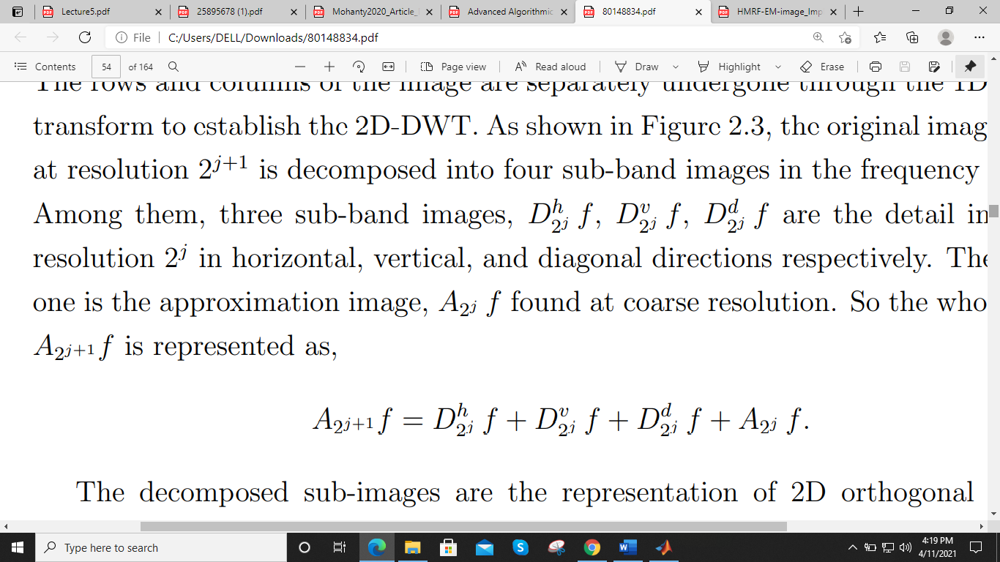 Lecture5.pdf
25895678 (1).pdf
Mohanty2020_Article_
Advanced Algorithmic
80148834.pdf
HMRF-EM-image_Imp
File C:/Users/DELL/Downloads/80148834.pdf
Contents 54 of 164 Page view Read aloud Draw Highlight Erase
The rows and columns of the image are separately undergone through the 1D
transform to establish the 2D-DWT. As shown in Figure 2.3, the original imag
at resolution 2^{j+1} is decomposed into four sub-band images in the frequency
Among them, three sub-band images, D^h_{2^j} f, D^v_{2^j} f, D^d_{2^j} f are the detail im
resolution 2^j in horizontal, vertical, and diagonal directions respectively. The
one is the approximation image, A_{2^j} f found at coarse resolution. So the who
A_{2^{j+1}} f is represented as,
A_{2^{j+1}} f = D^h_{2^j} f + D^v_{2^j} f + D^d_{2^j} f + A_{2^j} f.
The decomposed sub-images are the representation of 2D orthogonal
Type here to search
4:19 PM
4/11/2021